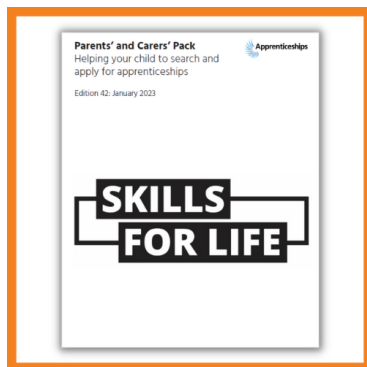 Parents’ and Carers’ Pack
Helping your child to search and
apply for apprenticeships
Apprenticeships
Edition 42: January 2023
SKILLS
FOR LIFE